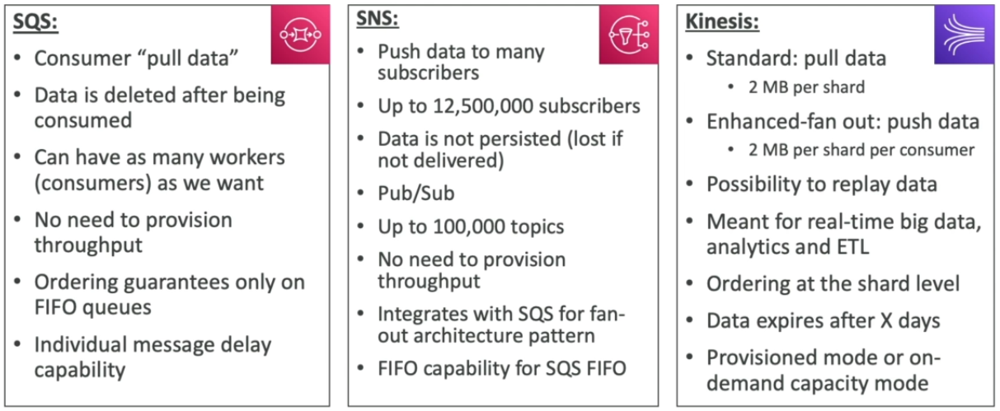 SQS:
• Consumer “pull data”
• Data is deleted after being
consumed
• Can have as many workers
(consumers) as we want
• No need to provision
throughput
• Ordering guarantees only on
FIFO queues
• Individual message delay
capability
SNS:
• Push data to many
subscribers
• Up to 12,500,000 subscribers
• Data is not persisted (lost if
not delivered)
• Pub/Sub
• Up to 100,000 topics
• No need to provision
throughput
• Integrates with SQS for fan-
out architecture pattern
• FIFO capability for SQS FIFO
Kinesis:
• Standard: pull data
• 2 MB per shard
• Enhanced-fan out: push data
• 2 MB per shard per consumer
• Possibility to replay data
• Meant for real-time big data,
analytics and ETL
• Ordering at the shard level
• Data expires after X days
• Provisioned mode or on-
demand capacity mode